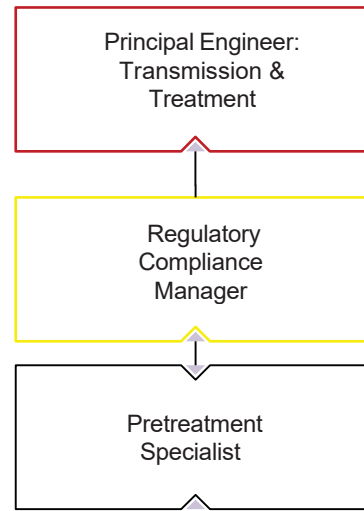 Principal Engineer:
Transmission &
Treatment
Regulatory
Compliance
Manager
Pretreatment
Specialist